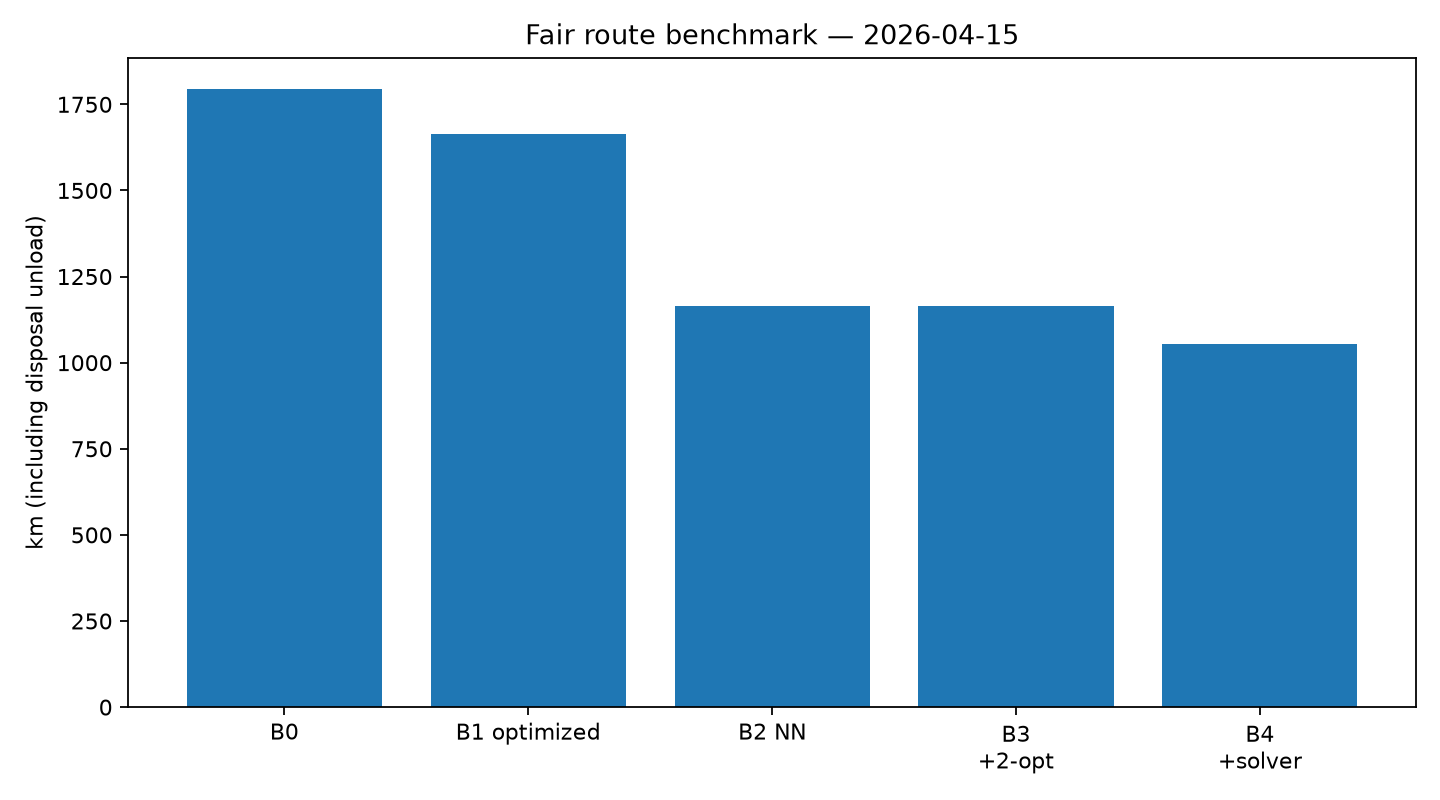 Fair route benchmark — 2026-04-15
km (including disposal unload)
1750
1500
1250
1000
750
500
250
0
B0
B1 optimized
B2 NN
B3
+2-opt
B4
+solver